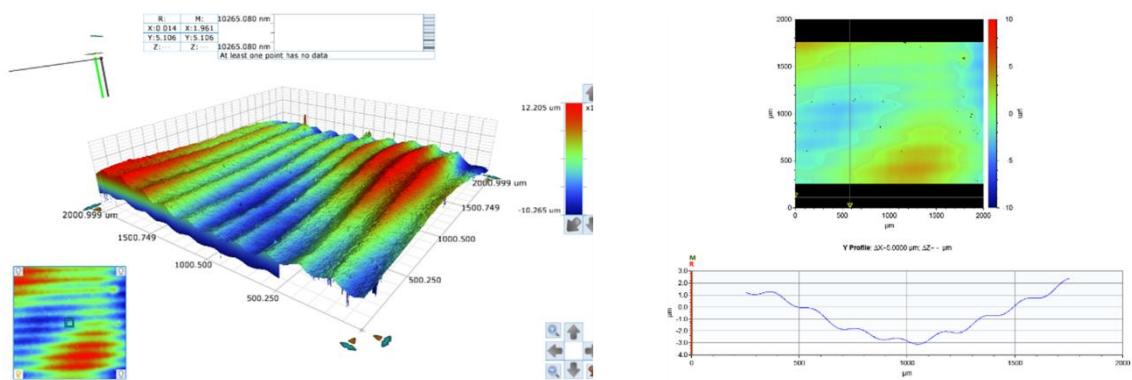 R: M:
X:0.014 X:1.961
Y:5.106 Y:5.106
Z: --- Z: ---
10265.080 nm
10265.080 nm
At least one point has no data
12.205 um
x1
-10.265 um
2000.999 um
1500.749
1000.500
500.250
2000.999 um
1500.749
1000.500
500.250
2000
1500
1000
500
0
µm
0 500 1000 1500 2000
µm
10
5
0
-5
-10
µm
Y Profile: ΔX=0.0000 µm; ΔZ=-- µm
M
R
3.0
2.0
1.0
0.0
-1.0
-2.0
-3.0
-4.0
µm
0 500 1000 1500 2000
µm